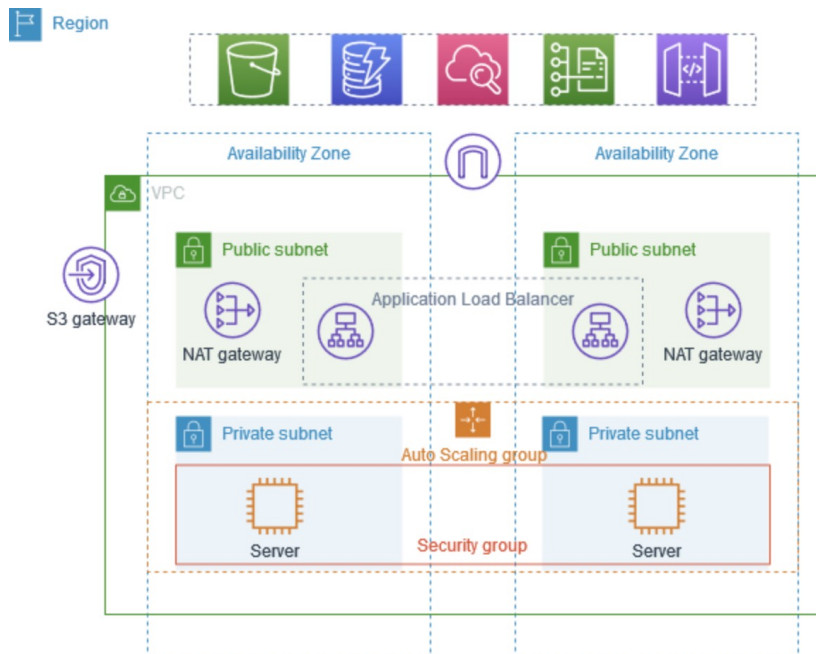 Region
Availability Zone
Availability Zone
VPC
Public subnet
Public subnet
Application Load Balancer
S3 gateway
NAT gateway
NAT gateway
Private subnet
Private subnet
Auto Scaling group
Server
Security group
Server